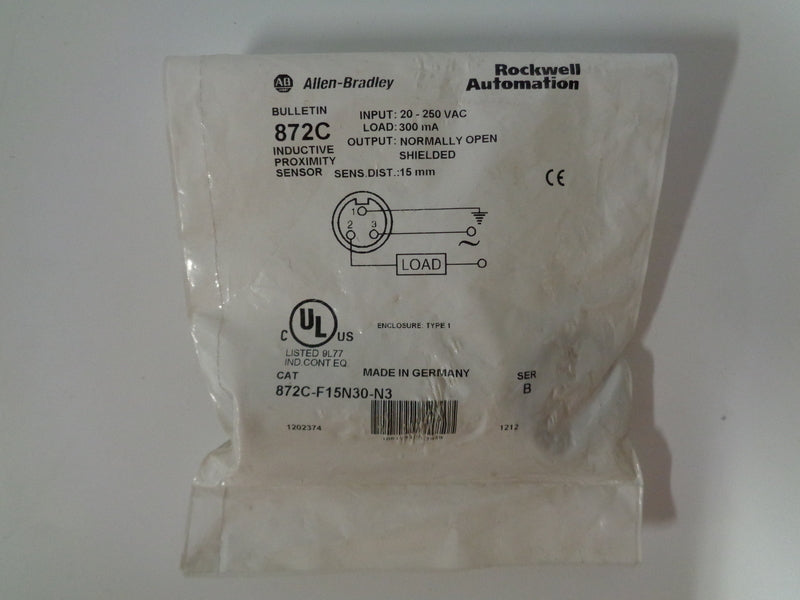 AB Allen-Bradley
Rockwell
Automation
BULLETIN
872C
INDUCTIVE
PROXIMITY
SENSOR
INPUT: 20 - 250 VAC
LOAD: 300 mA
OUTPUT: NORMALLY OPEN
SHIELDED
SENS.DIST.: 15 mm
CE
1
2 3
~
LOAD
C UL US
LISTED 9L77
IND.CONT EQ.
ENCLOSURE: TYPE 1
CAT
872C-F15N30-N3
MADE IN GERMANY
SER
B
1202374
1212